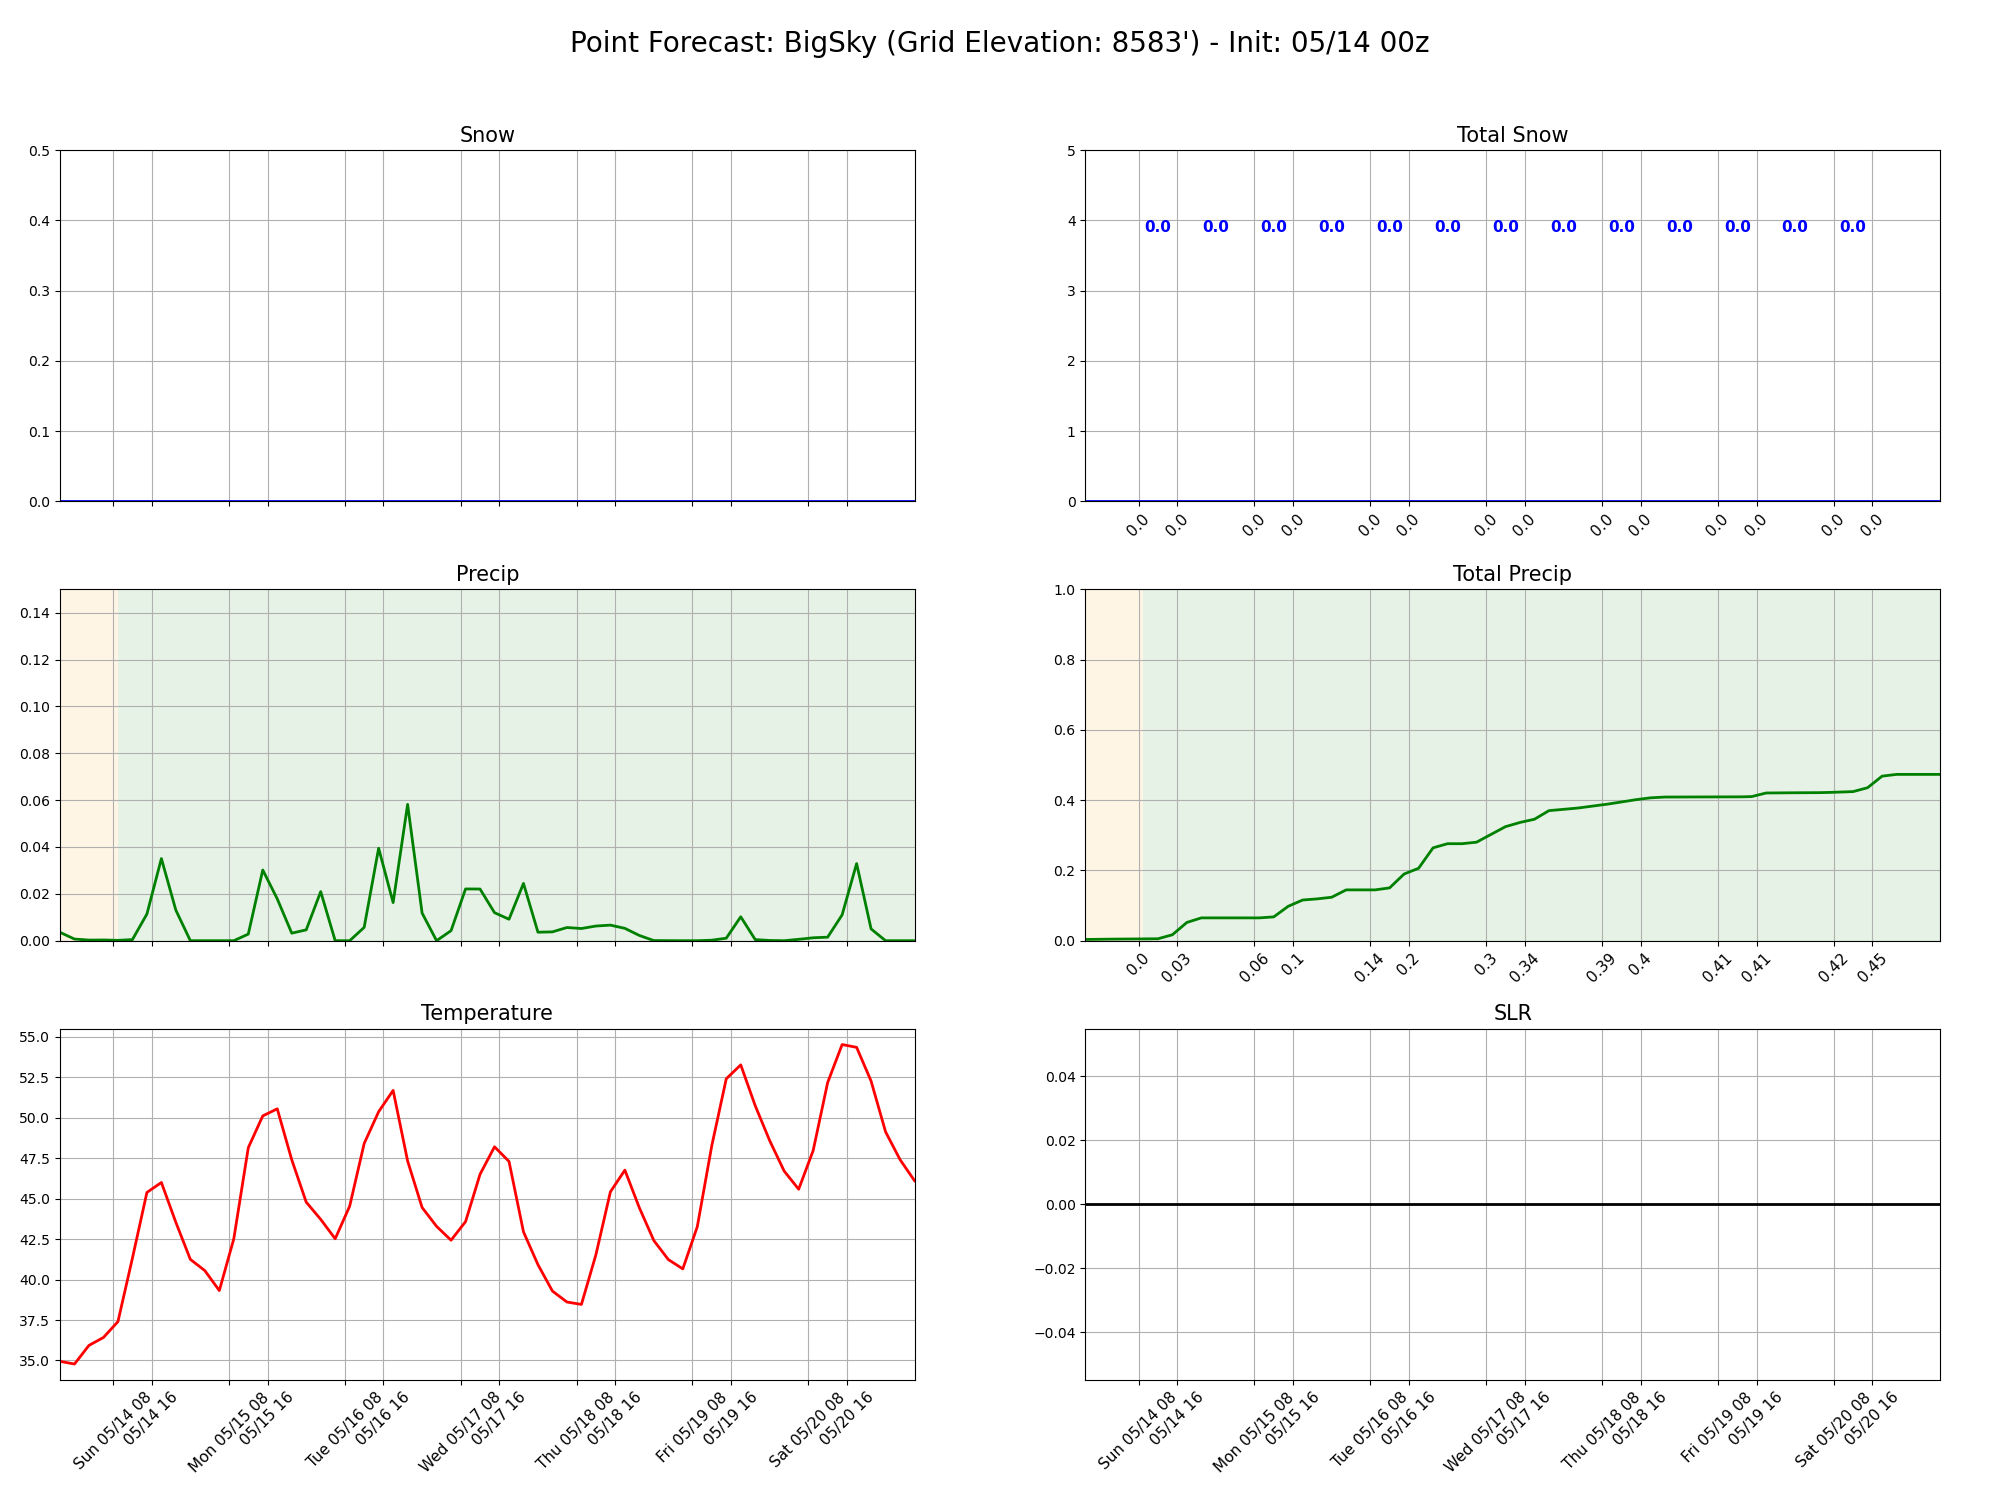 Point Forecast: BigSky (Grid Elevation: 8583') - Init: 05/14 00z
Snow
0.5
0.4
0.3
0.2
0.1
0.0
Total Snow
5
4
3
2
1
0
0.0 0.0 0.0 0.0 0.0 0.0 0.0 0.0 0.0 0.0 0.0 0.0 0.0
0.0 0.0 0.0 0.0 0.0 0.0 0.0 0.0 0.0 0.0 0.0 0.0 0.0 0.0
Precip
0.14
0.12
0.10
0.08
0.06
0.04
0.02
0.00
Total Precip
1.0
0.8
0.6
0.4
0.2
0.0
0.0 0.03 0.06 0.1 0.14 0.2 0.3 0.34 0.39 0.4 0.41 0.41 0.42 0.45
Temperature
55.0
52.5
50.0
47.5
45.0
42.5
40.0
37.5
35.0
Sun 05/14 08
05/14 16
Mon 05/15 08
05/15 16
Tue 05/16 08
05/16 16
Wed 05/17 08
05/17 16
Thu 05/18 08
05/18 16
Fri 05/19 08
05/19 16
Sat 05/20 08
05/20 16
SLR
0.04
0.02
0.00
−0.02
−0.04
Sun 05/14 08
05/14 16
Mon 05/15 08
05/15 16
Tue 05/16 08
05/16 16
Wed 05/17 08
05/17 16
Thu 05/18 08
05/18 16
Fri 05/19 08
05/19 16
Sat 05/20 08
05/20 16